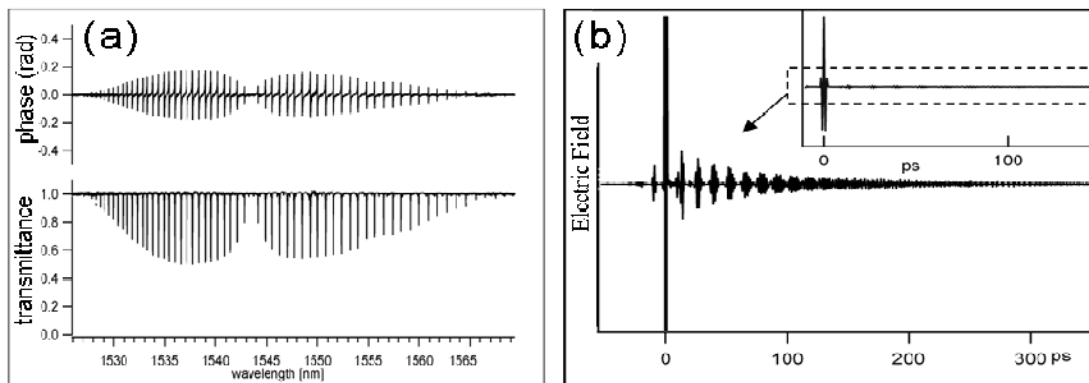 (a)
phase (rad)
0.4
0.2
0.0
-0.2
-0.4
transmittance
1.0
0.8
0.6
0.4
0.2
0.0
1530 1535 1540 1545 1550 1555 1560 1565
wavelength [nm]
(b)
Electric Field
0 100
ps
0 100 200 300 ps